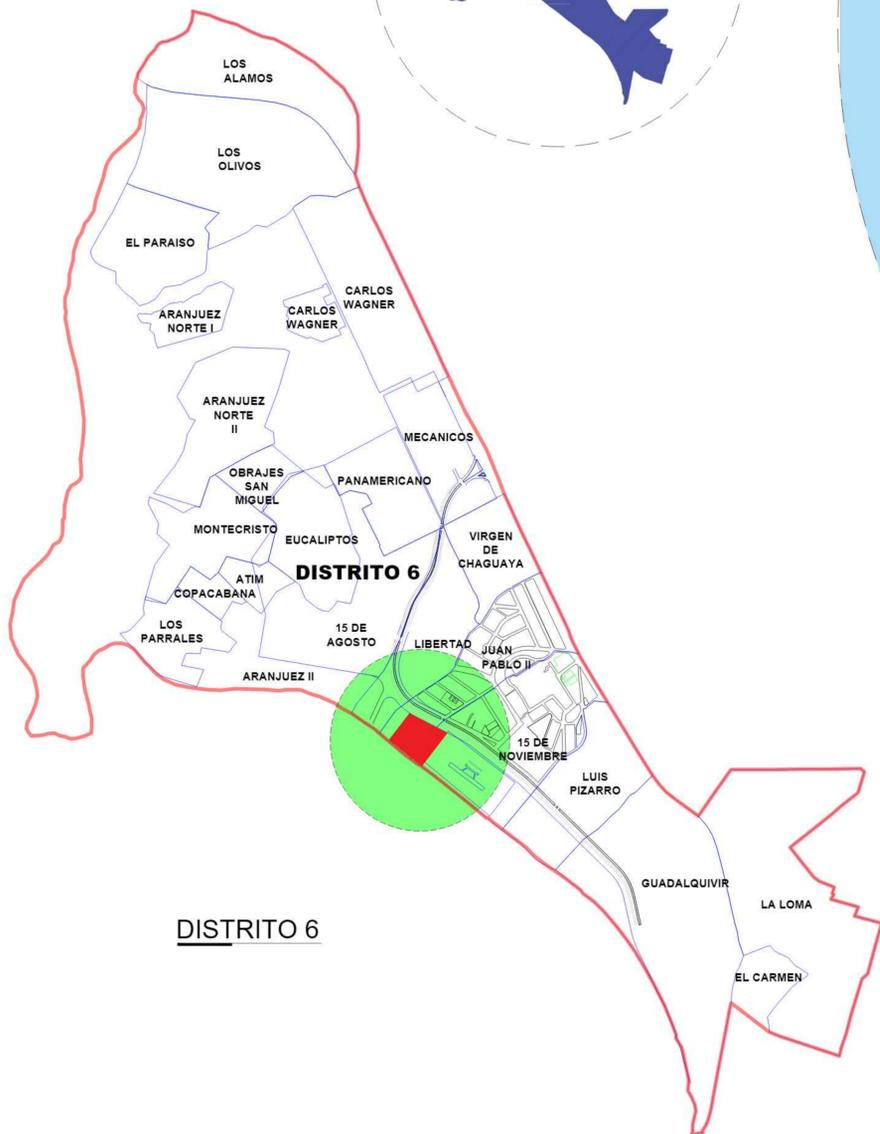 LOS
ALAMOS
LOS
OLIVOS
EL PARAISO
CARLOS
WAGNER
ARANJUEZ
NORTE I
CARLOS
WAGNER
ARANJUEZ
NORTE
II
MECANICOS
OBRAJES
SAN
MIGUEL
PANAMERICANO
MONTECRISTO
EUCALIPTOS
VIRGEN
DE
CHAGUAYA
DISTRITO 6
ATIM
COPACABANA
LOS
PARRALES
15 DE
AGOSTO
LIBERTAD
JUAN
PABLO II
ARANJUEZ II
15 DE
NOVIEMBRE
LUIS
PIZARRO
GUADALQUIVIR
LA LOMA
DISTRITO 6
EL CARMEN